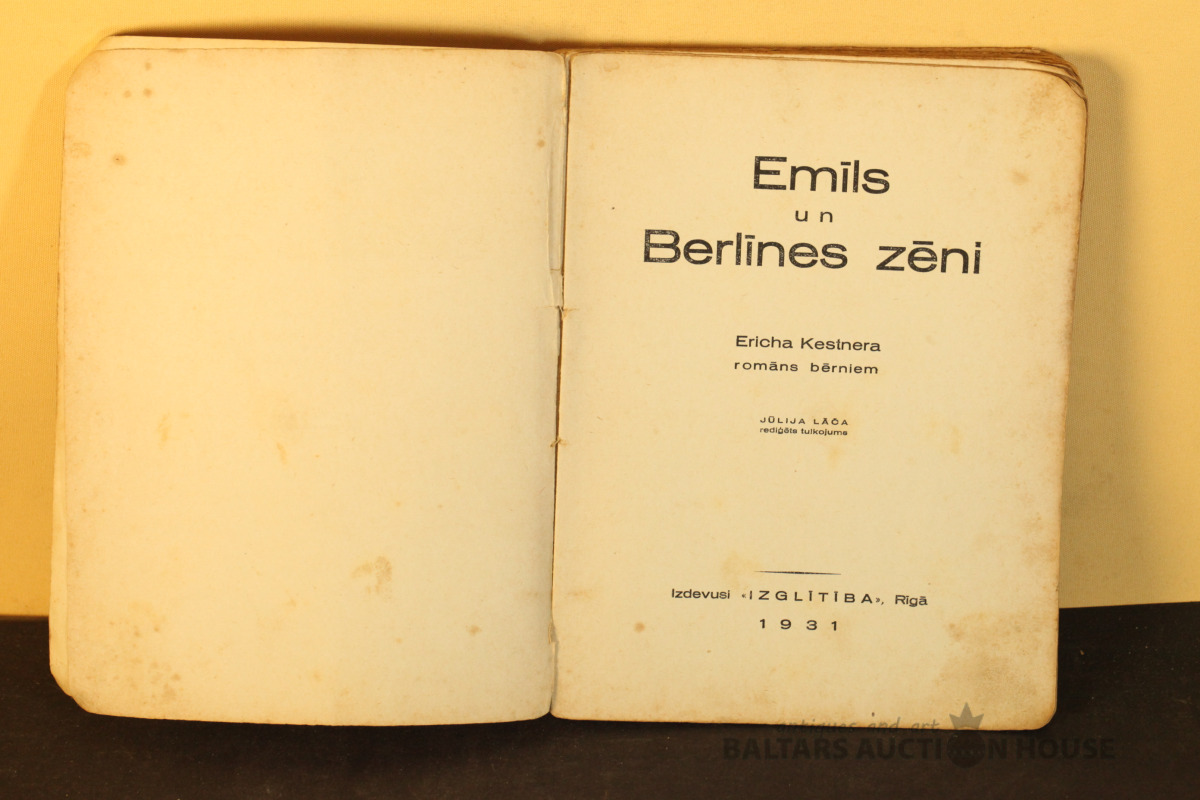 Emīls
un
Berlīnes zēni
Ericha Kestnera
romāns bērniem
JŪLIJA LĀČA
rediģēts tulkojums
Izdevusi «IZGLĪTĪBA», Rīgā
1931
antiques and art
BALTARS AUCTION HOUSE